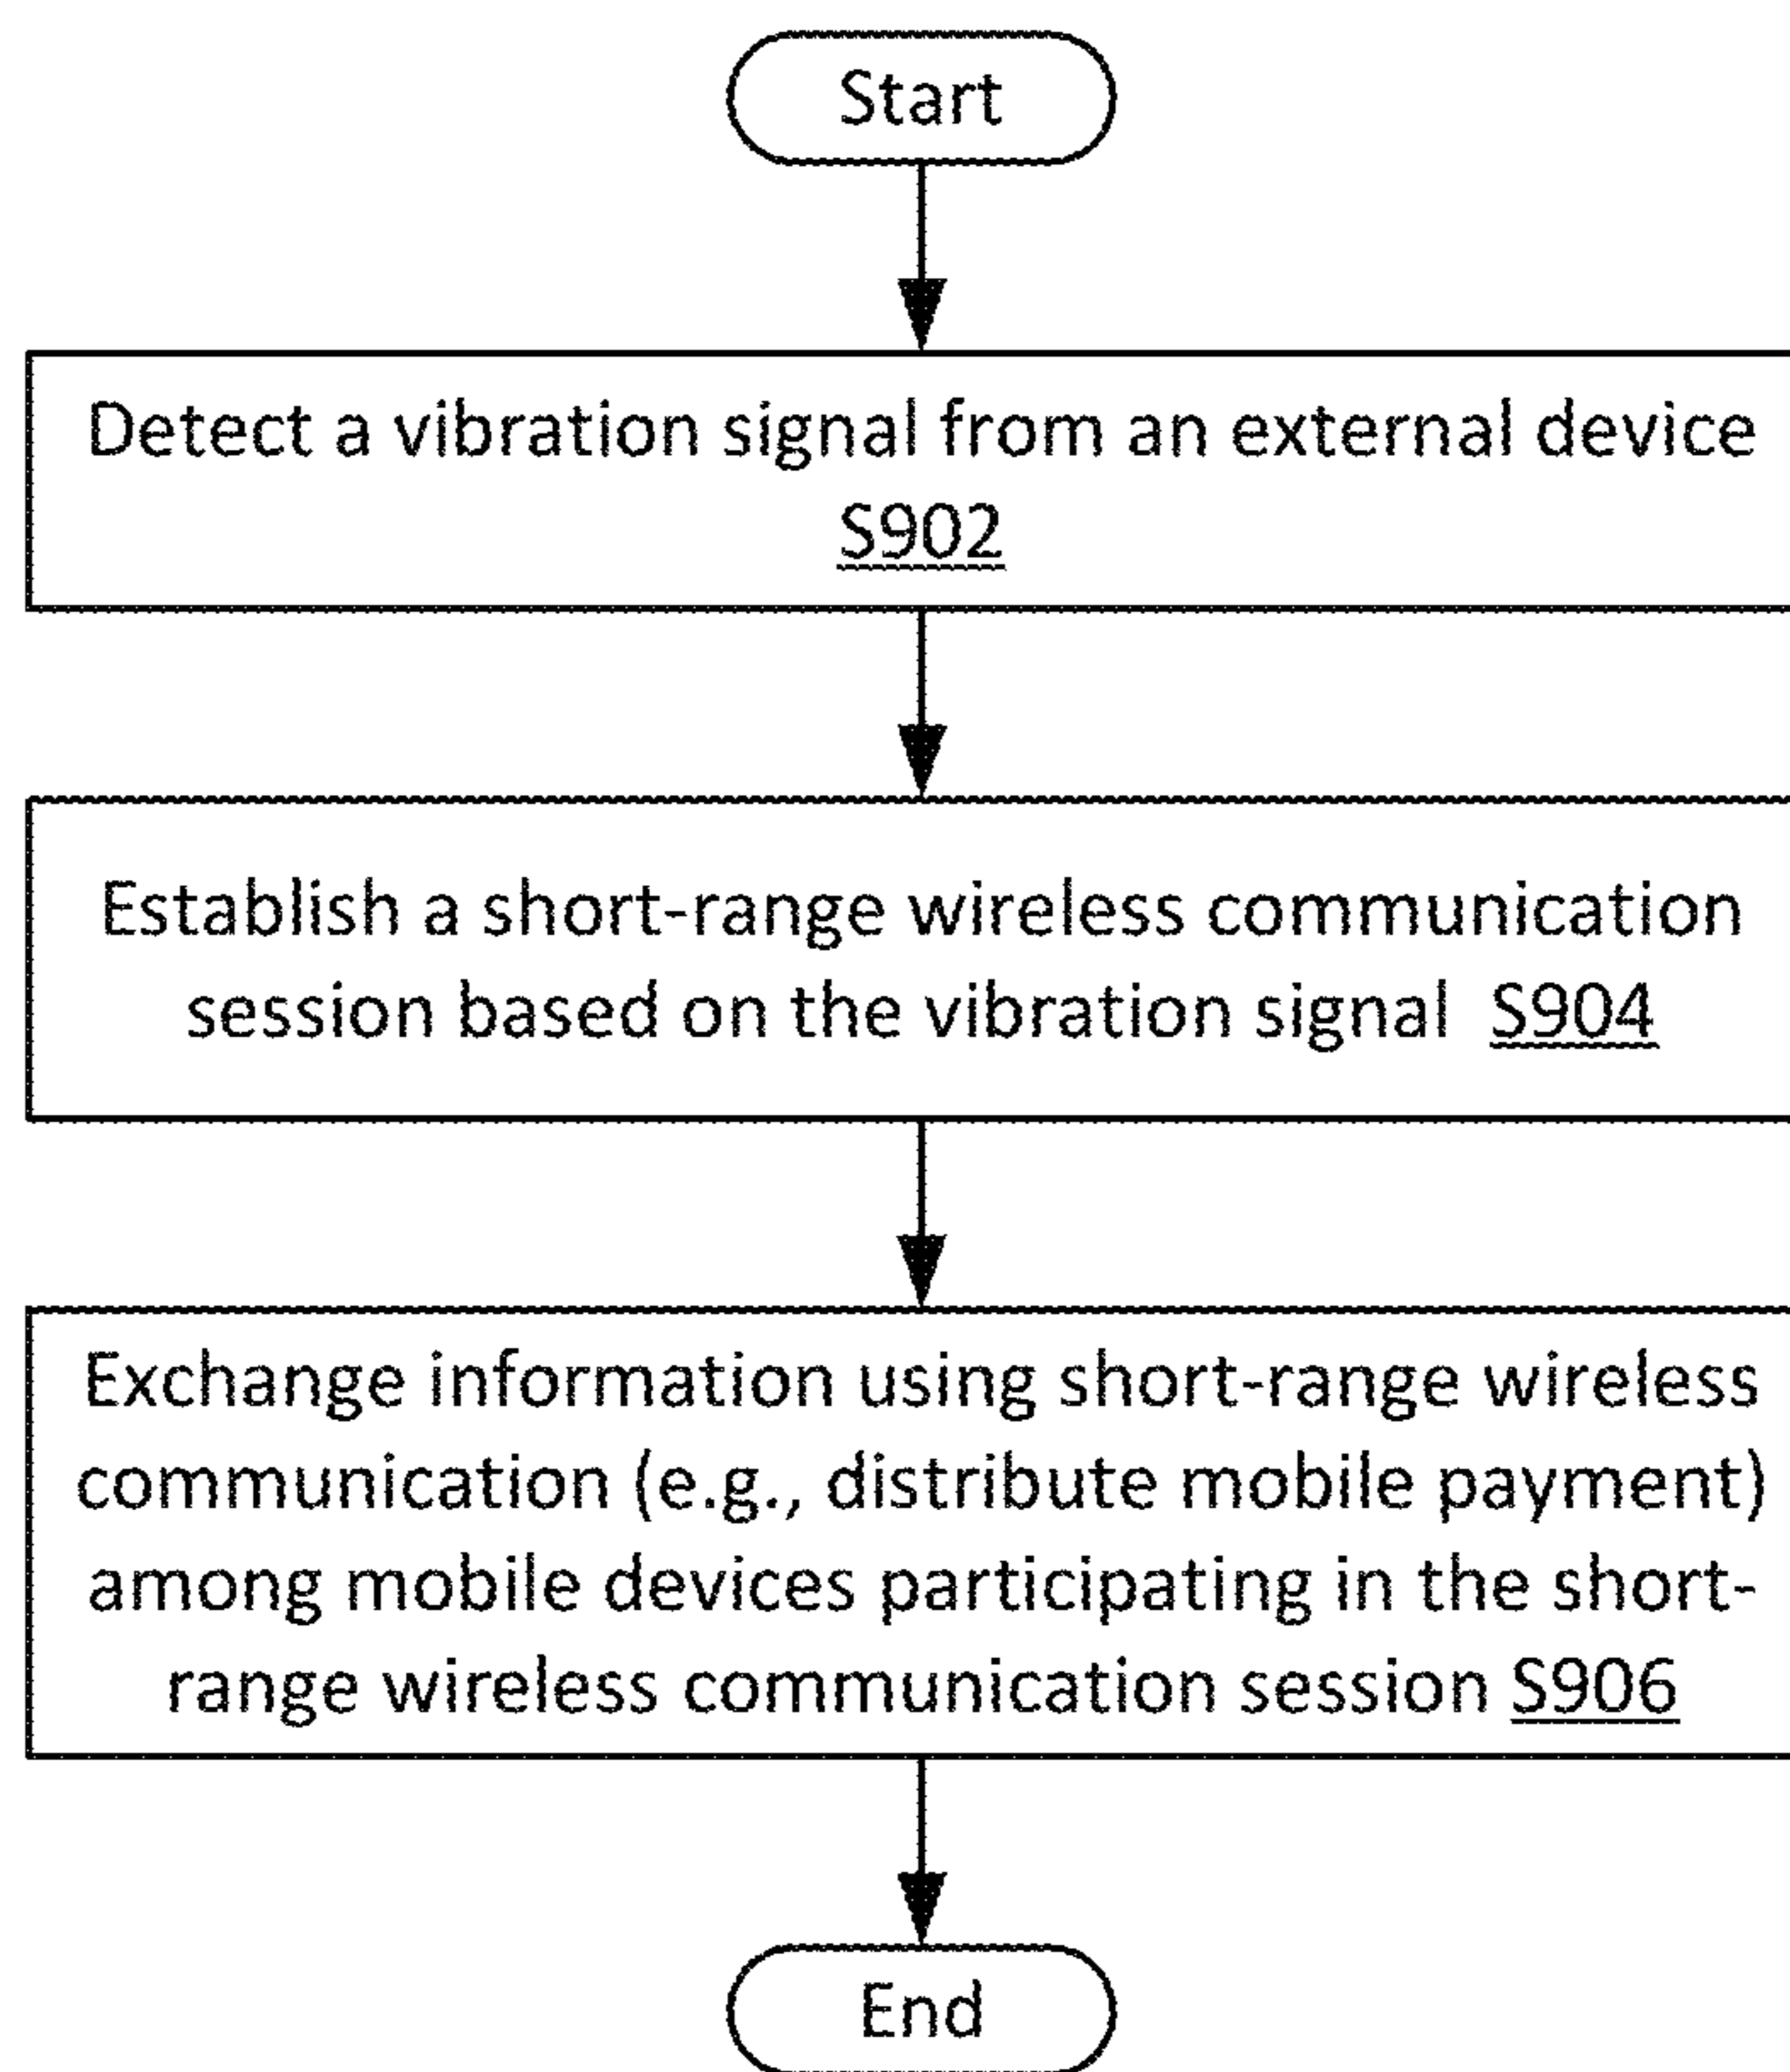 Start
Detect a vibration signal from an external device
S902
Establish a short-range wireless communication
session based on the vibration signal S904
Exchange information using short-range wireless
communication (e.g., distribute mobile payment)
among mobile devices participating in the short-
range wireless communication session S906
End